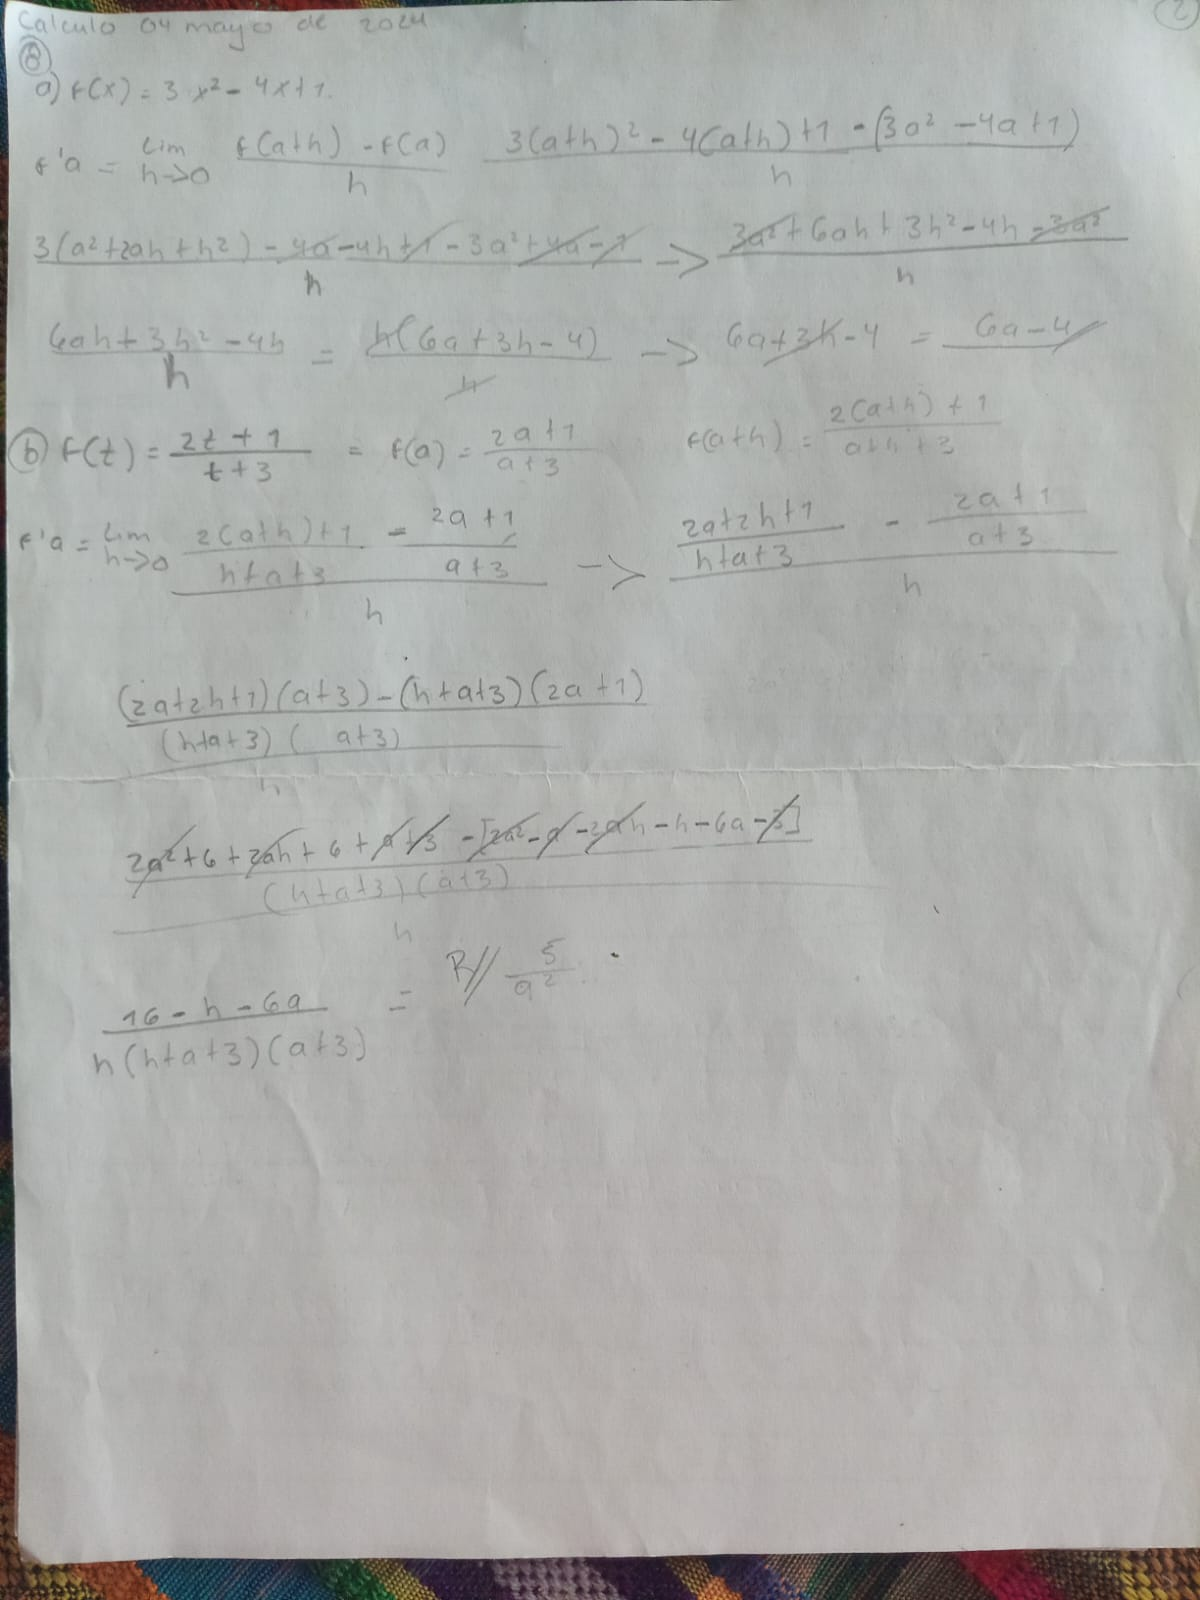 Calculo 04 mayo de 2024
2
8
a) f(x) = 3 x² - 4x + 1.
f'a = lim h->0 f(a+h) - f(a) / h 3(a+h)² - 4(a+h) + 1 - (3a² - 4a + 1) / h
3(a² + 2ah + h²) - 4a - 4h + 1 - 3a² + 4a - 1 / h -> 3a² + 6ah + 3h² - 4h - 3a² / h
6ah + 3h² - 4h / h = h(6a + 3h - 4) / h -> 6a + 3h - 4 = 6a - 4
b) f(t) = 2t + 1 / t + 3 = f(a) = 2a + 1 / a + 3 f(a+h) = 2(a+h) + 1 / a + h + 3
f'a = lim h->0 2(a+h) + 1 / h + a + 3 - 2a + 1 / a + 3 / h -> 2a + 2h + 1 / h + a + 3 - 2a + 1 / a + 3 / h
(2a + 2h + 1)(a + 3) - (h + a + 3)(2a + 1) / (h + a + 3)(a + 3) / h
2a² + 6 + 2ah + 6 + a + 3 - [2a² - a - 2ah - h - 6a - 3] / (h + a + 3)(a + 3) / h
16 - h - 6a / h(h + a + 3)(a + 3) = R// 5 / a²